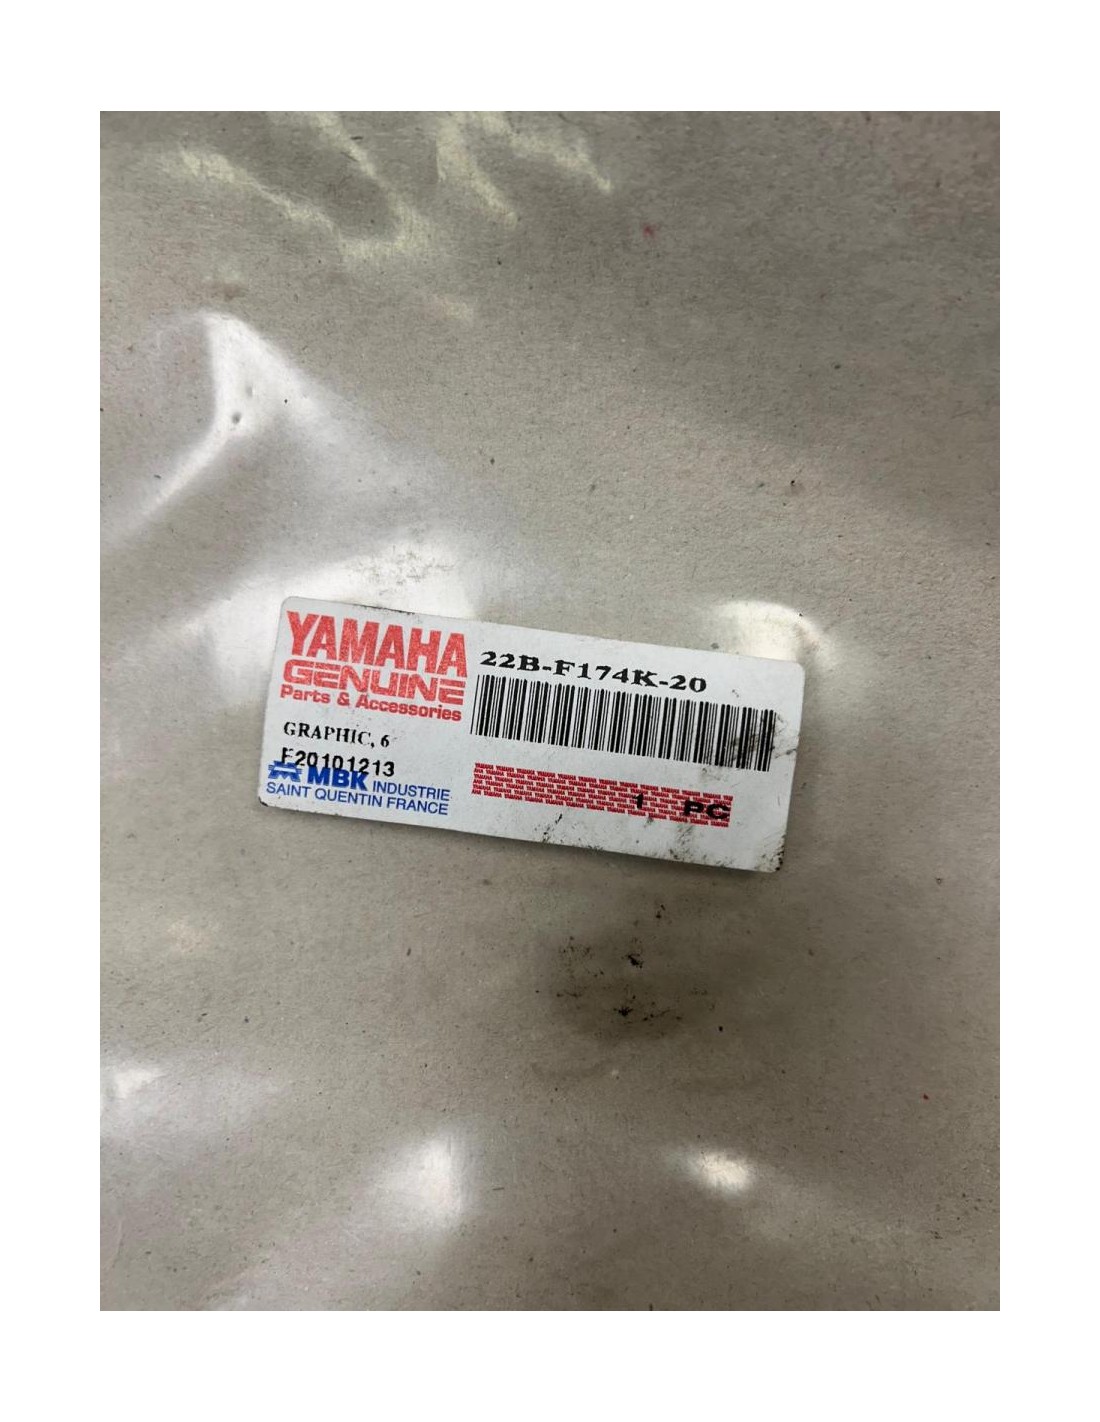 YAMAHA
GENUINE
Parts & Accessories
22B-F174K-20
GRAPHIC, 6
F20101213
MBK INDUSTRIE
SAINT QUENTIN FRANCE
1 PC